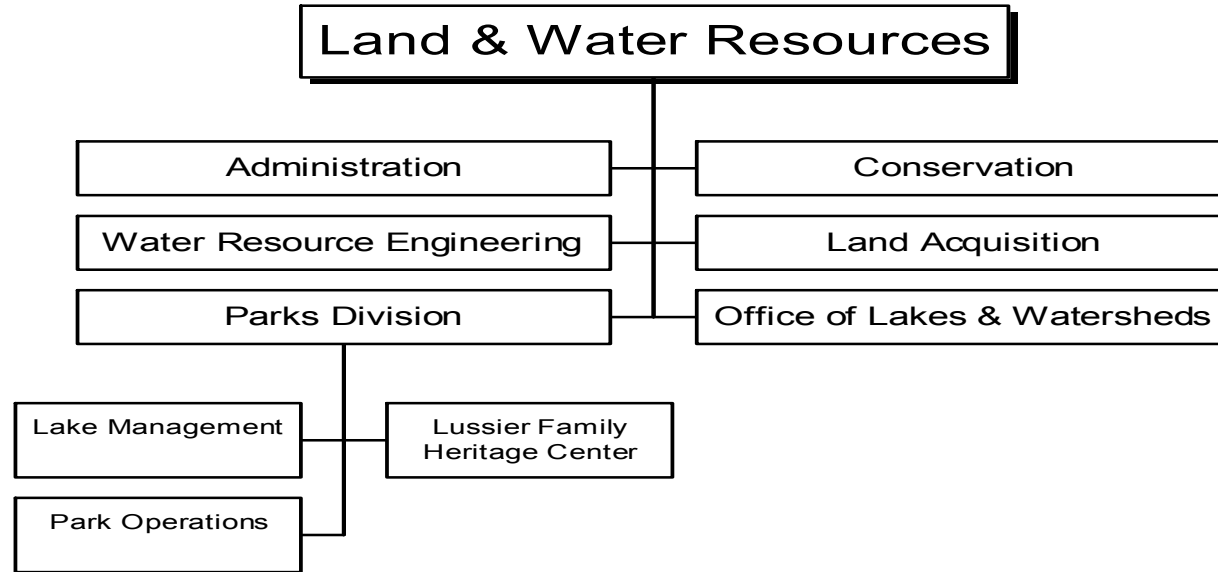 Land & Water Resources
Administration
Conservation
Water Resource Engineering
Land Acquisition
Parks Division
Office of Lakes & Watersheds
Lake Management
Lussier Family
Heritage Center
Park Operations